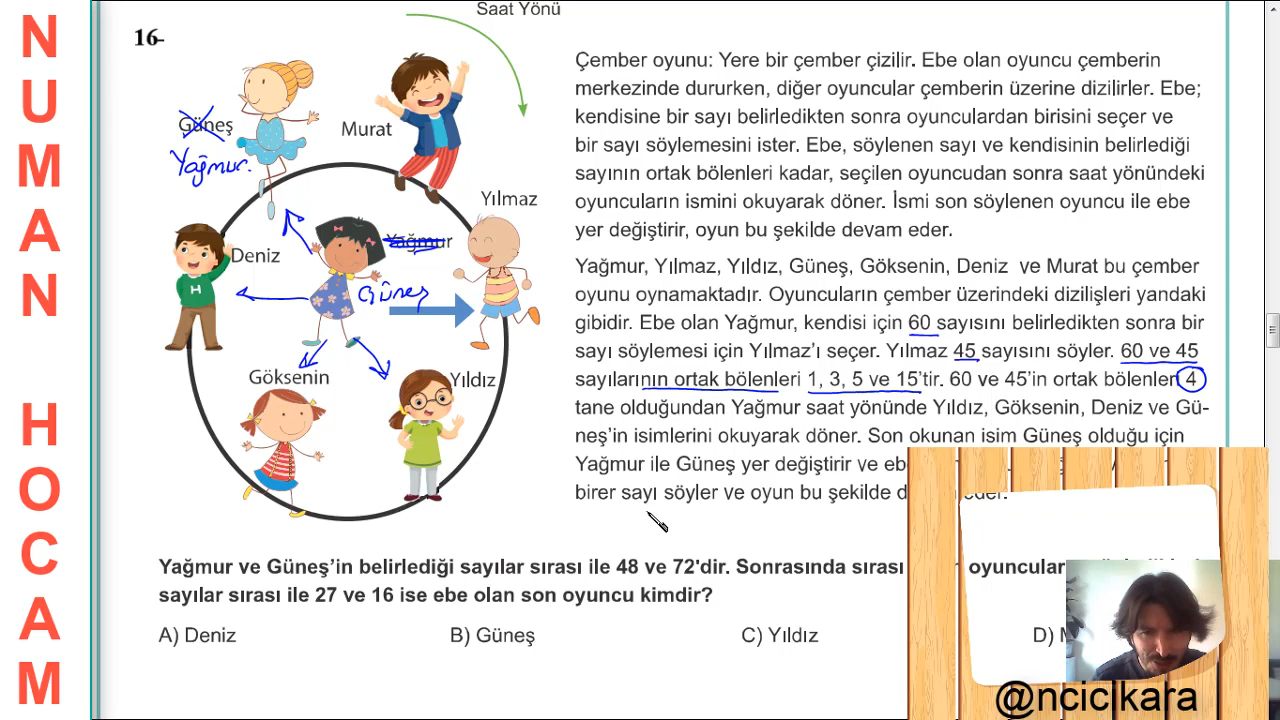 NUMAN HOCAM
Saat Yönü
16-
Güneş
Yağmur.
Murat
Yılmaz
Deniz
Yağmur
Güneş
Göksenin
Yıldız
H
Çember oyunu: Yere bir çember çizilir. Ebe olan oyuncu çemberin
merkezinde dururken, diğer oyuncular çemberin üzerine dizilirler. Ebe;
kendisine bir sayı belirledikten sonra oyunculardan birisini seçer ve
bir sayı söylemesini ister. Ebe, söylenen sayı ve kendisinin belirlediği
sayının ortak bölenleri kadar, seçilen oyuncudan sonra saat yönündeki
oyuncuların ismini okuyarak döner. İsmi son söylenen oyuncu ile ebe
yer değiştirir, oyun bu şekilde devam eder.
Yağmur, Yılmaz, Yıldız, Güneş, Göksenin, Deniz ve Murat bu çember
oyunu oynamaktadır. Oyuncuların çember üzerindeki dizilişleri yandaki
gibidir. Ebe olan Yağmur, kendisi için 60 sayısını belirledikten sonra bir
sayı söylemesi için Yılmaz'ı seçer. Yılmaz 45 sayısını söyler. 60 ve 45
sayılarının ortak bölenleri 1, 3, 5 ve 15'tir. 60 ve 45'in ortak bölenleri 4
tane olduğundan Yağmur saat yönünde Yıldız, Göksenin, Deniz ve Gü-
neş'in isimlerini okuyarak döner. Son okunan isim Güneş olduğu için
Yağmur ile Güneş yer değiştirir ve
birer sayı söyler ve oyun bu şekilde eder.
Yağmur ve Güneş'in belirlediği sayılar sırası ile 48 ve 72'dir. Sonrasında sırası oyuncular
sayılar sırası ile 27 ve 16 ise ebe olan son oyuncu kimdir?
A) Deniz B) Güneş C) Yıldız D)
@ncicikara